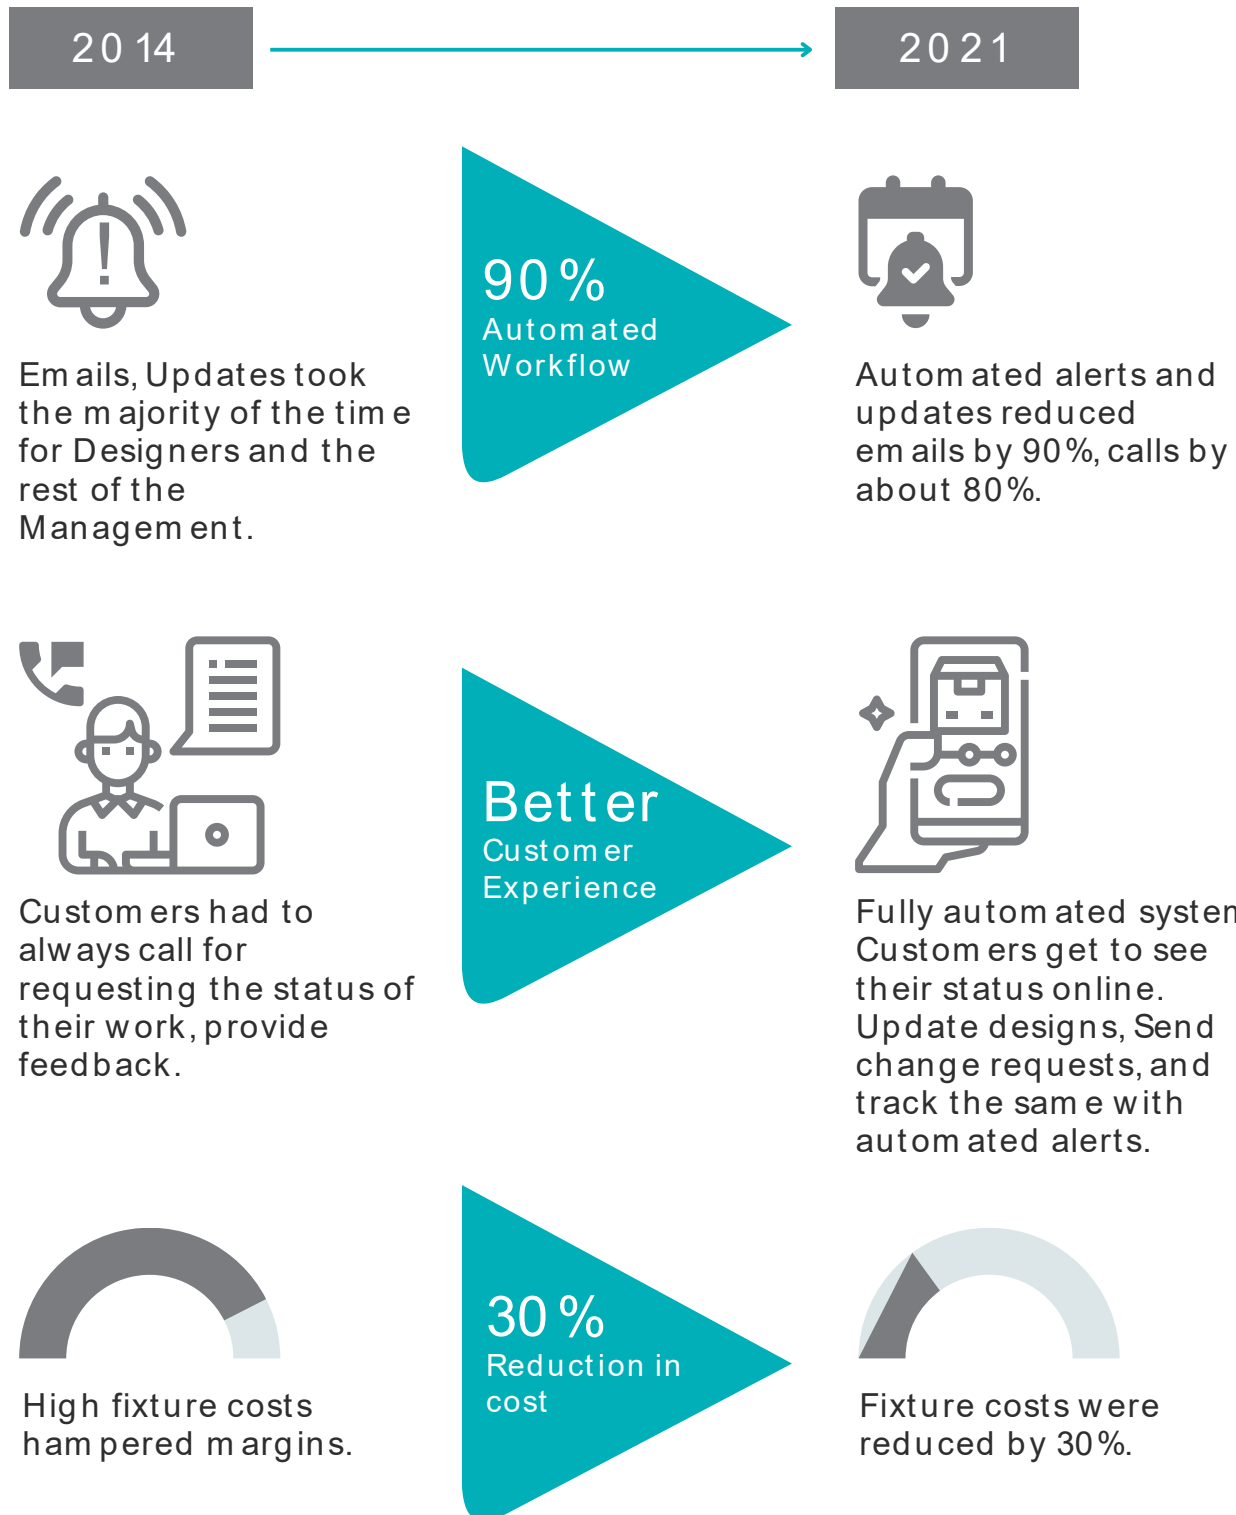 2014
2021
90%
Automated
Workflow
Emails, Updates took
the majority of the time
for Designers and the
rest of the
Management.
Automated alerts and
updates reduced
emails by 90%, calls by
about 80%.
Better
Customer
Experience
Customers had to
always call for
requesting the status of
their work, provide
feedback.
Fully automated
Customers get to see
their status online.
Update designs, Send
change requests, and
track the same with
automated alerts.
30%
Reduction in
cost
High fixture costs
hampered margins.
Fixture costs were
reduced by 30%.